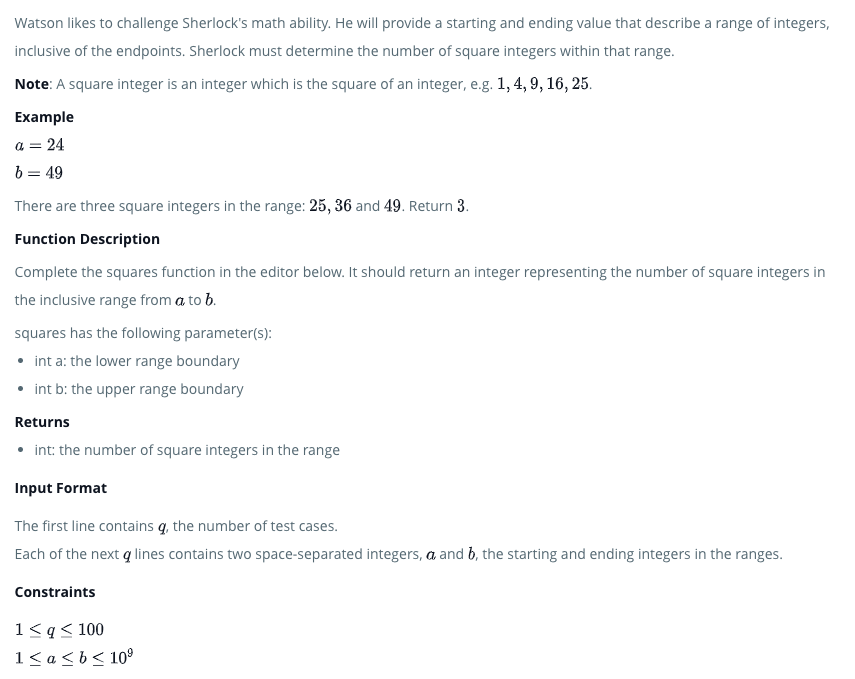 Watson likes to challenge Sherlock's math ability. He will provide a starting and ending value that describe a range of integers,
inclusive of the endpoints. Sherlock must determine the number of square integers within that range.
Note: A square integer is an integer which is the square of an integer, e.g. 1, 4, 9, 16, 25.
Example
a = 24
b = 49
There are three square integers in the range: 25, 36 and 49. Return 3.
Function Description
Complete the squares function in the editor below. It should return an integer representing the number of square integers in
the inclusive range from a to b.
squares has the following parameter(s):
• int a: the lower range boundary
• int b: the upper range boundary
Returns
• int: the number of square integers in the range
Input Format
The first line contains q, the number of test cases.
Each of the next q lines contains two space-separated integers, a and b, the starting and ending integers in the ranges.
Constraints
1 ≤ q ≤ 100
1 ≤ a ≤ b ≤ 10⁹